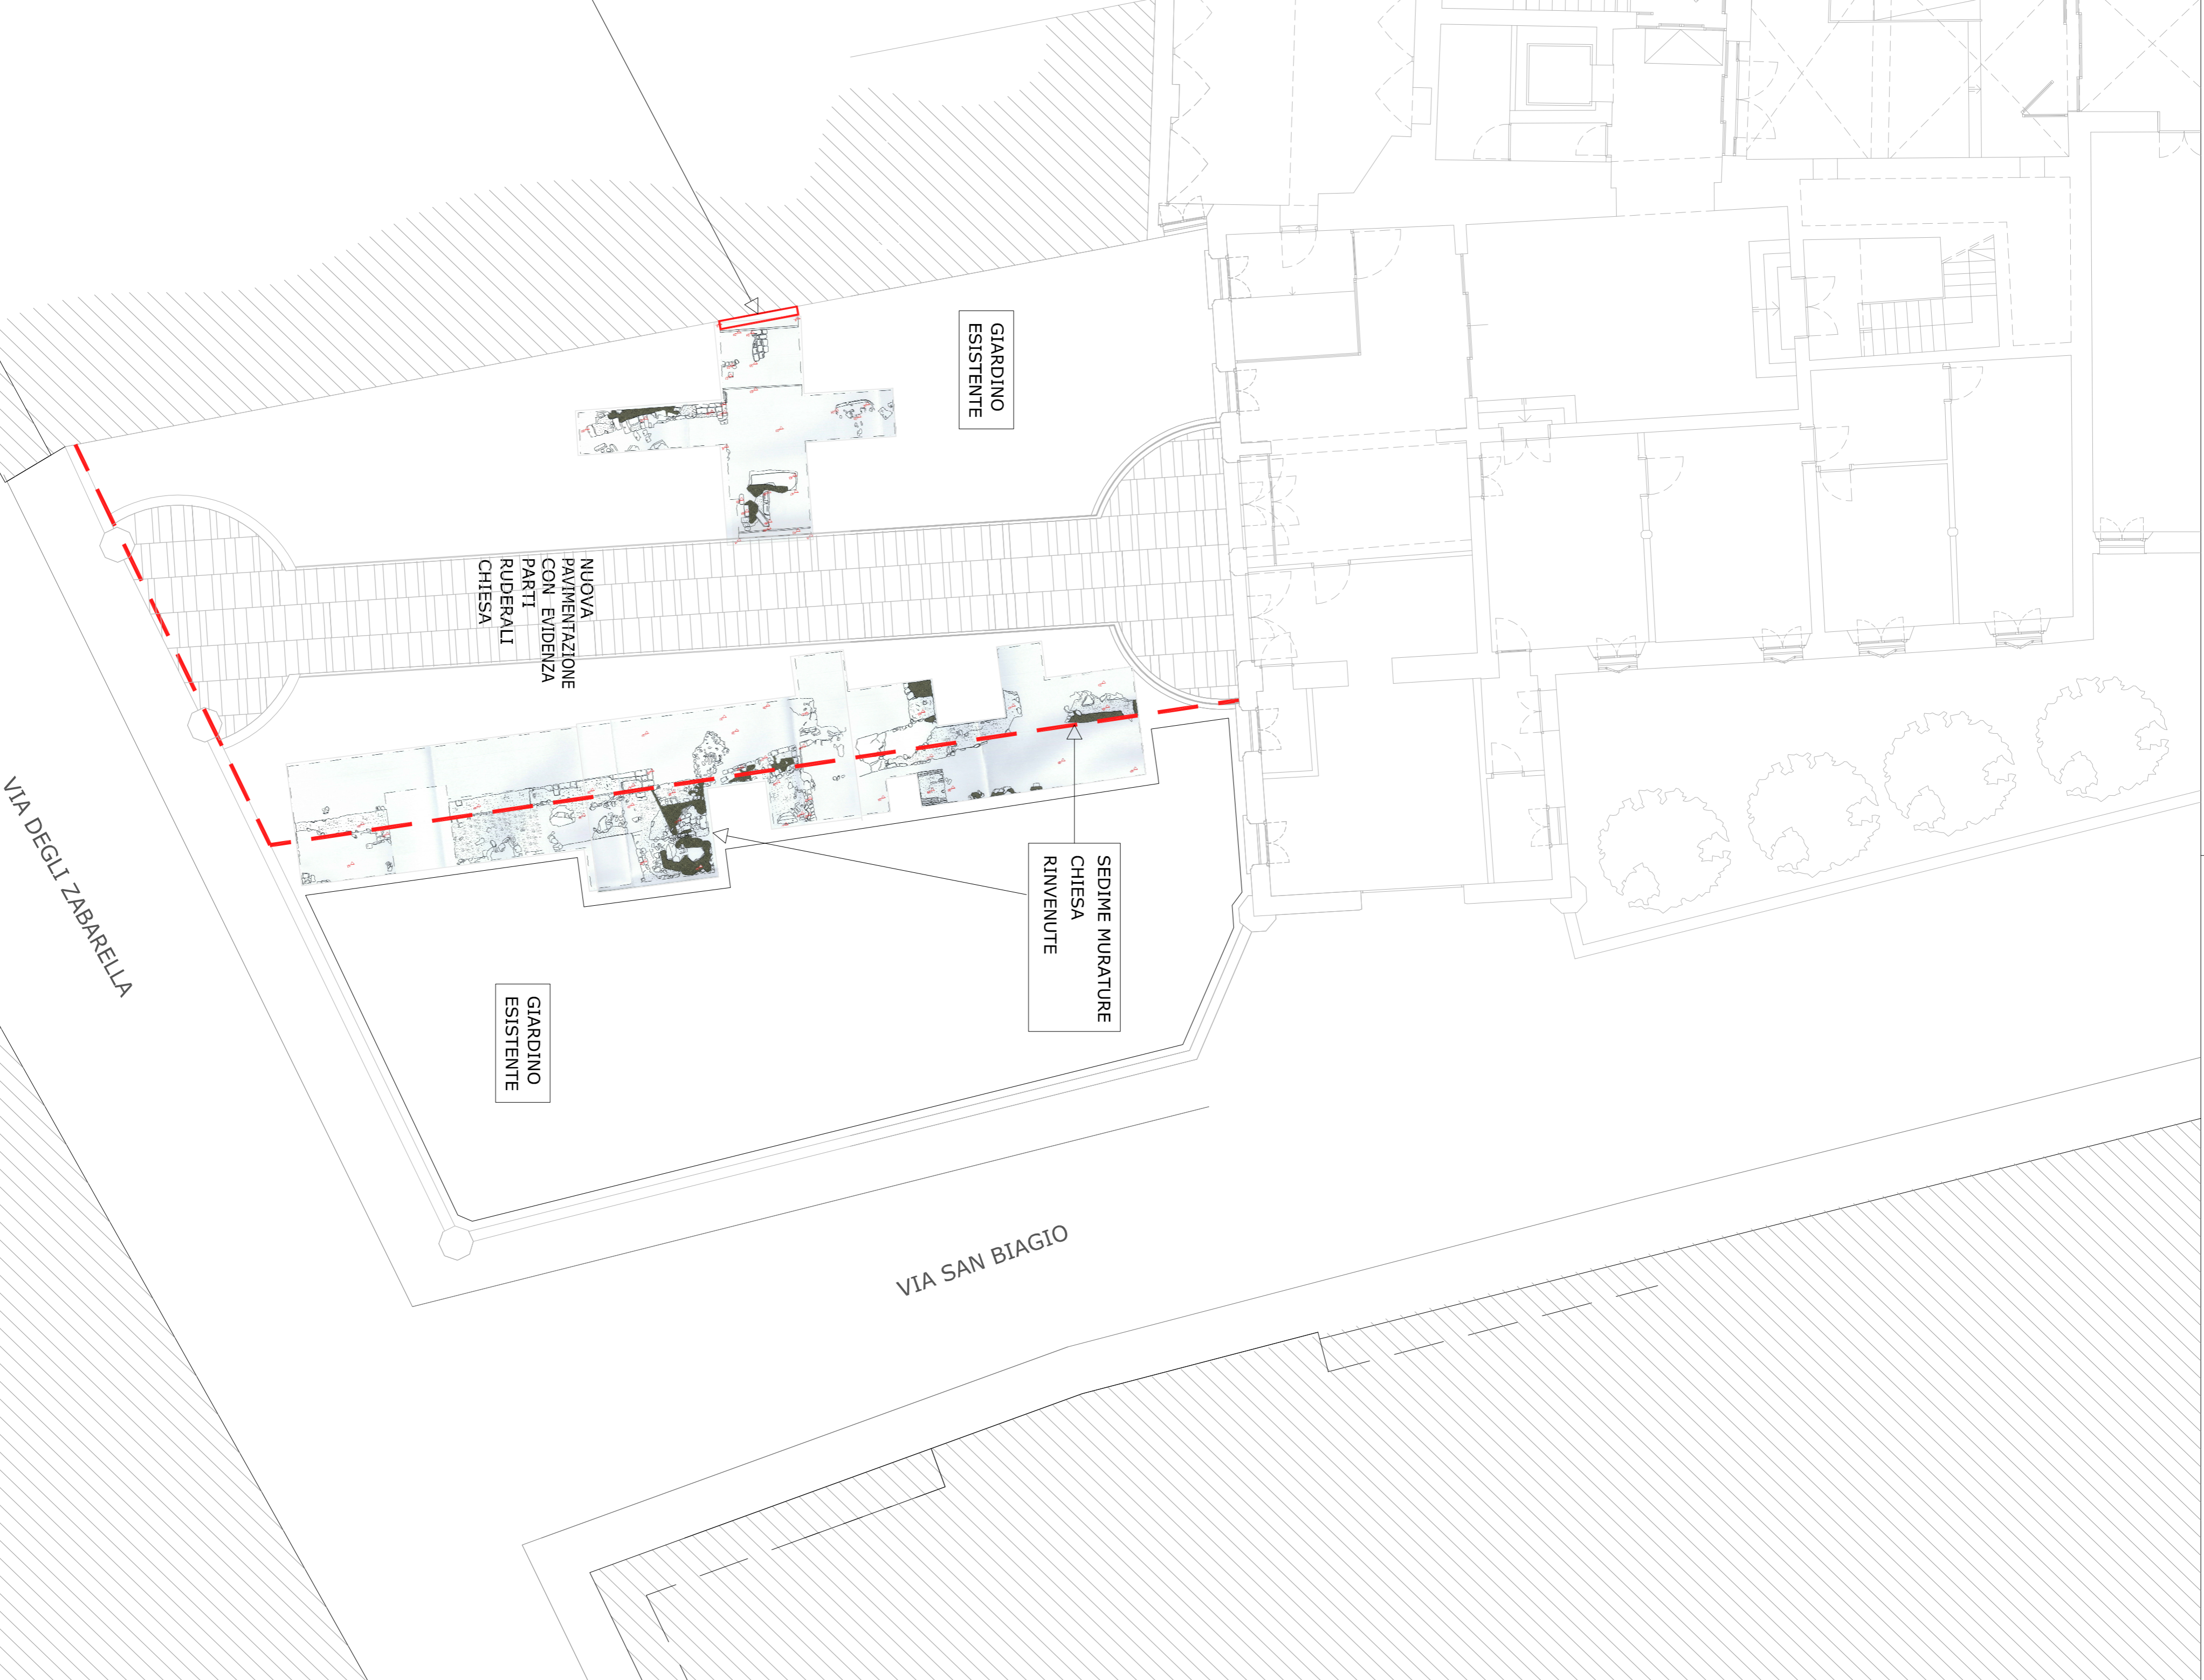 GIARDINO
ESISTENTE
NUOVA
PAVIMENTAZIONE
CON EVIDENZA
PARTI
RUDERALI
CHIESA
SEDIME MURATURE
CHIESA
RINVENUTE
GIARDINO
ESISTENTE
VIA DEGLI ZABARELLA
VIA SAN BIAGIO